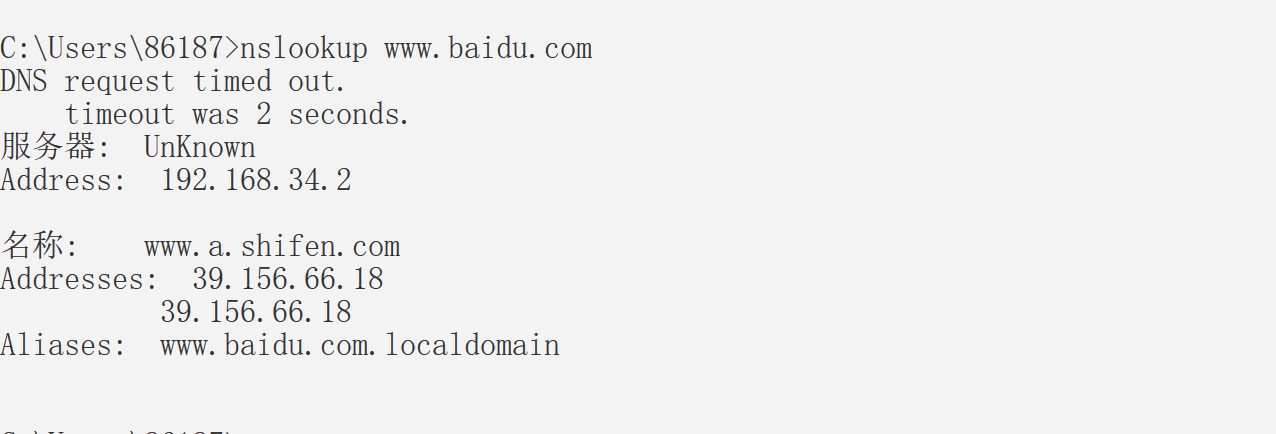 C:\Users\86187>nslookup www.baidu.com
DNS request timed out.
    timeout was 2 seconds.
服务器:  UnKnown
Address:  192.168.34.2

名称:    www.a.shifen.com
Addresses:  39.156.66.18
          39.156.66.18
Aliases:  www.baidu.com.localdomain